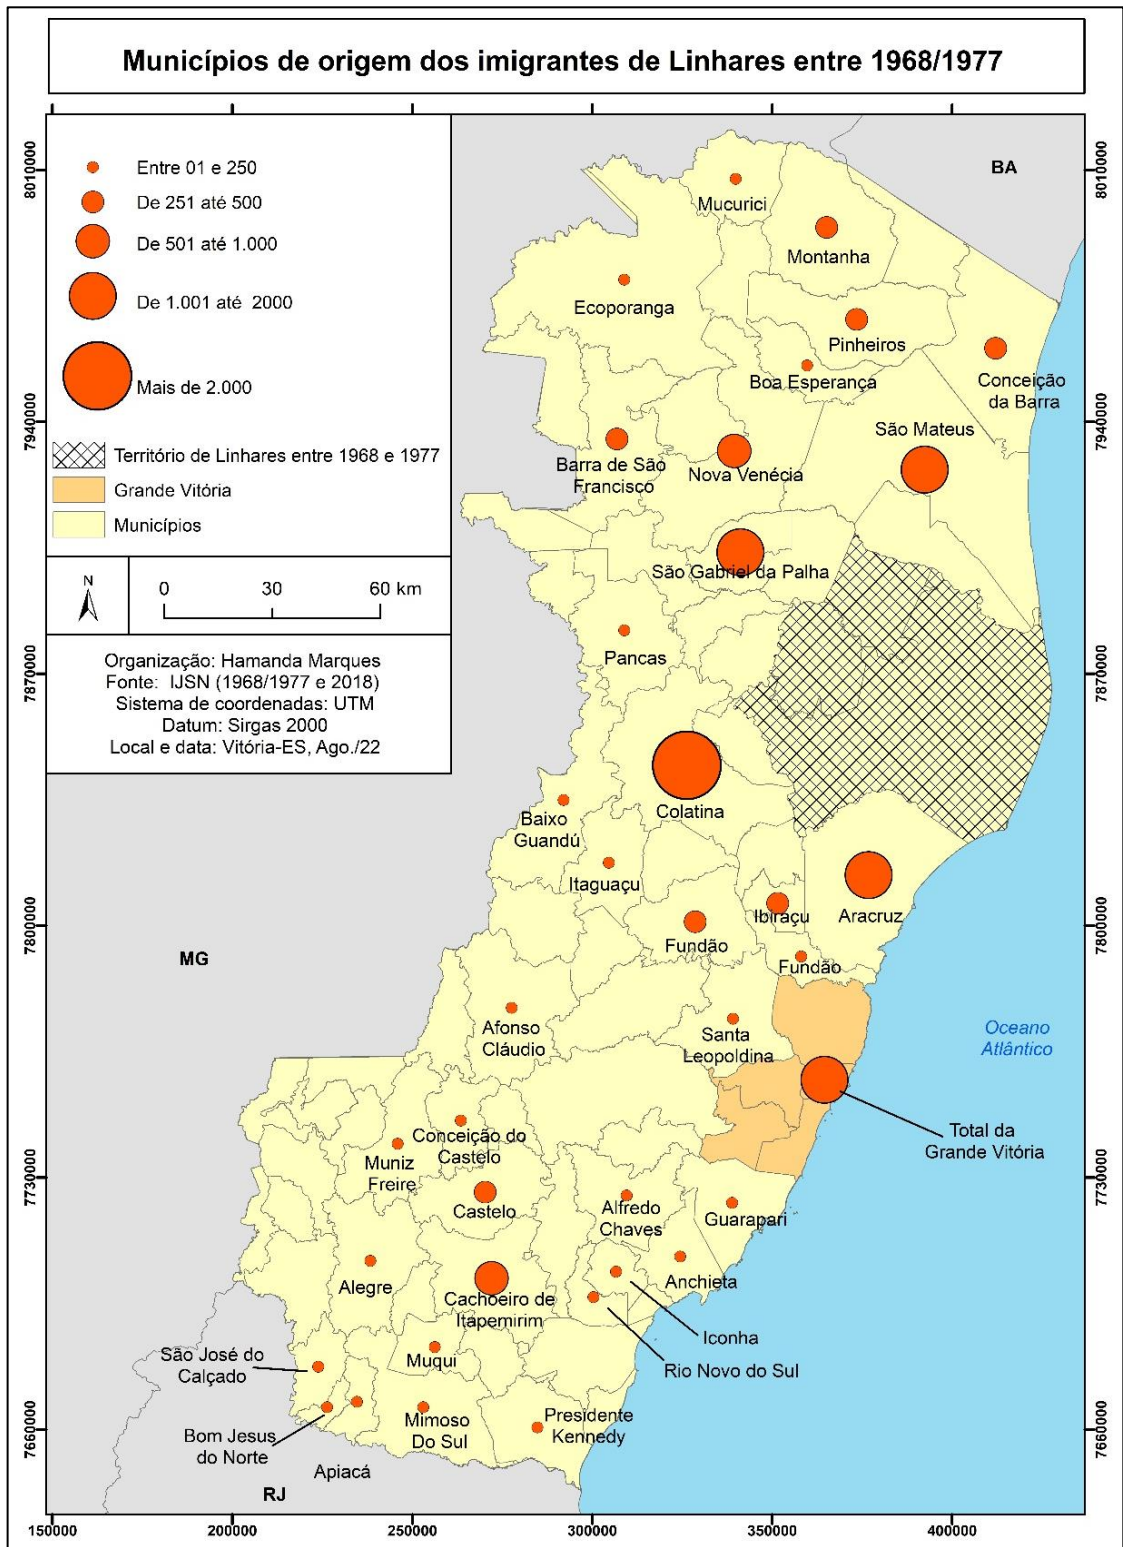 Municípios de origem dos imigrantes de Linhares entre 1968/1977
Entre 01 e 250
De 251 até 500
De 501 até 1.000
De 1.001 até 2000
Mais de 2.000
Território de Linhares entre 1968 e 1977
Grande Vitória
Municípios
N
0 30 60 km
Organização: Hamanda Marques
Fonte: IJSN (1968/1977 e 2018)
Sistema de coordenadas: UTM
Datum: Sirgas 2000
Local e data: Vitória-ES, Ago./22
BA
Mucurici
Montanha
Ecoporanga
Pinheiros
Boa Esperança
Conceição
da Barra
São Mateus
Barra de São
Francisco
Nova Venécia
São Gabriel da Palha
Pancas
Colatina
Baixo
Guandú
Itaguaçu
Ibiraçu
Aracruz
Fundão
Fundão
MG
Afonso
Cláudio
Santa
Leopoldina
Oceano
Atlântico
Total da
Grande Vitória
Conceição do
Castelo
Muniz
Freire
Castelo
Alfredo
Chaves
Guarapari
Anchieta
Alegre
Cachoeiro de
Itapemirim
Iconha
Rio Novo do Sul
São José do
Calçado
Muqui
Bom Jesus
do Norte
Mimoso
Do Sul
Presidente
Kennedy
Apiacá
RJ
8010000
7940000
7870000
7800000
7730000
7660000
8010000
7940000
7870000
7800000
7730000
7660000
150000 200000 250000 300000 350000 400000